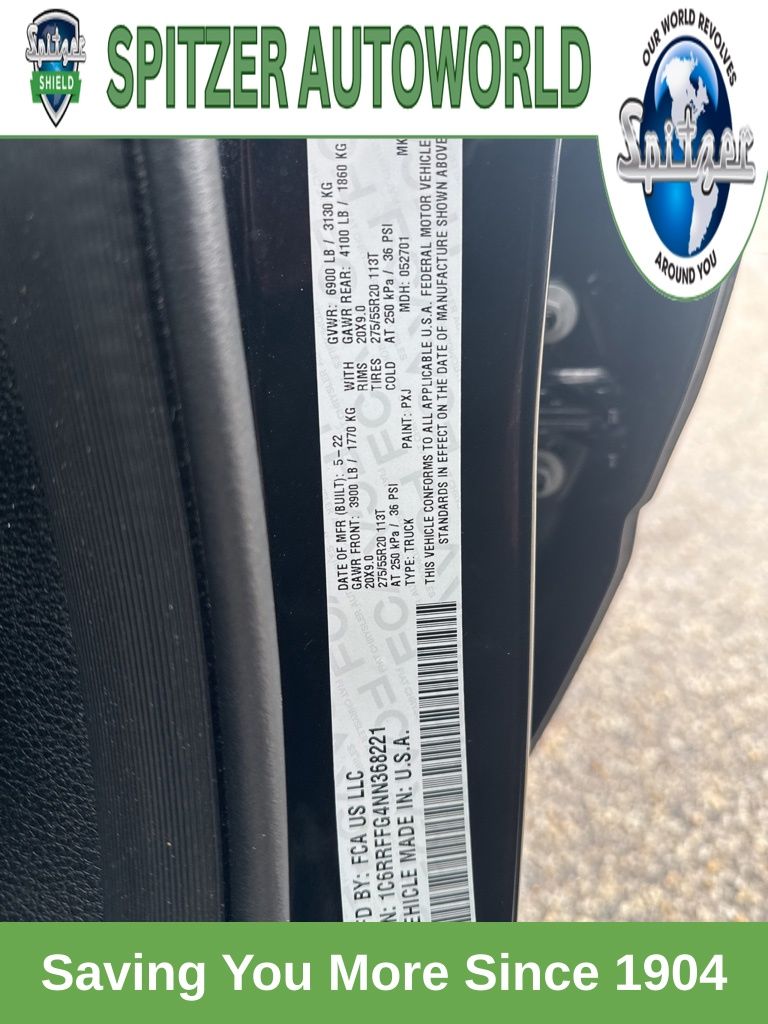 Spitzer
SHIELD
SPITZER AUTOWORLD
OUR WORLD REVOLVES
Spitzer
AROUND YOU
FCA US LLC
1C6RRFFG4NN368221
MADE IN: U.S.A.
DATE OF MFR (BUILT): 5-22
GVWR: 6900 LB / 3130 KG
GAWR FRONT: 3900 LB / 1770 KG WITH GAWR REAR: 4100 LB / 1860 KG
20X9.0 RIMS 20X9.0
275/55R20 113T TIRES 275/55R20 113T
AT 250 kPa / 36 PSI COLD AT 250 kPa / 36 PSI
TYPE: TRUCK PAINT: PXJ MDH: 052701
THIS VEHICLE CONFORMS TO ALL APPLICABLE U.S.A. FEDERAL MOTOR VEHICLE
STANDARDS IN EFFECT ON THE DATE OF MANUFACTURE SHOWN ABOVE
Saving You More Since 1904